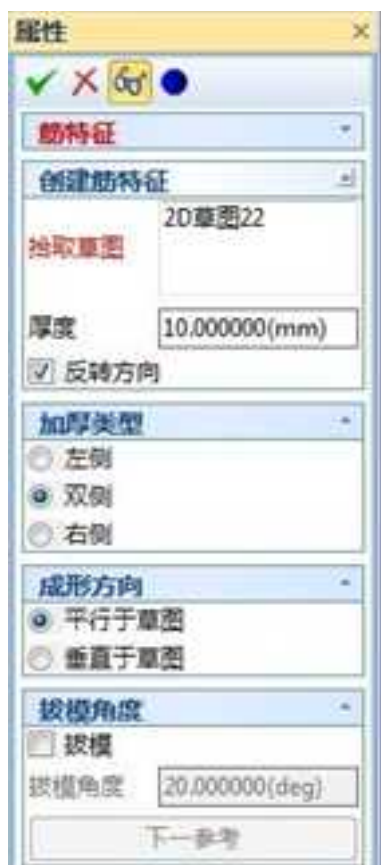 属性
筋特征
创建筋特征
拾取草图
2D草图22
厚度 10.000000(mm)
反转方向
加厚类型
左侧
双侧
右侧
成形方向
平行于草图
垂直于草图
拔模角度
拔模
拔模角度 20.000000(deg)
下一参考